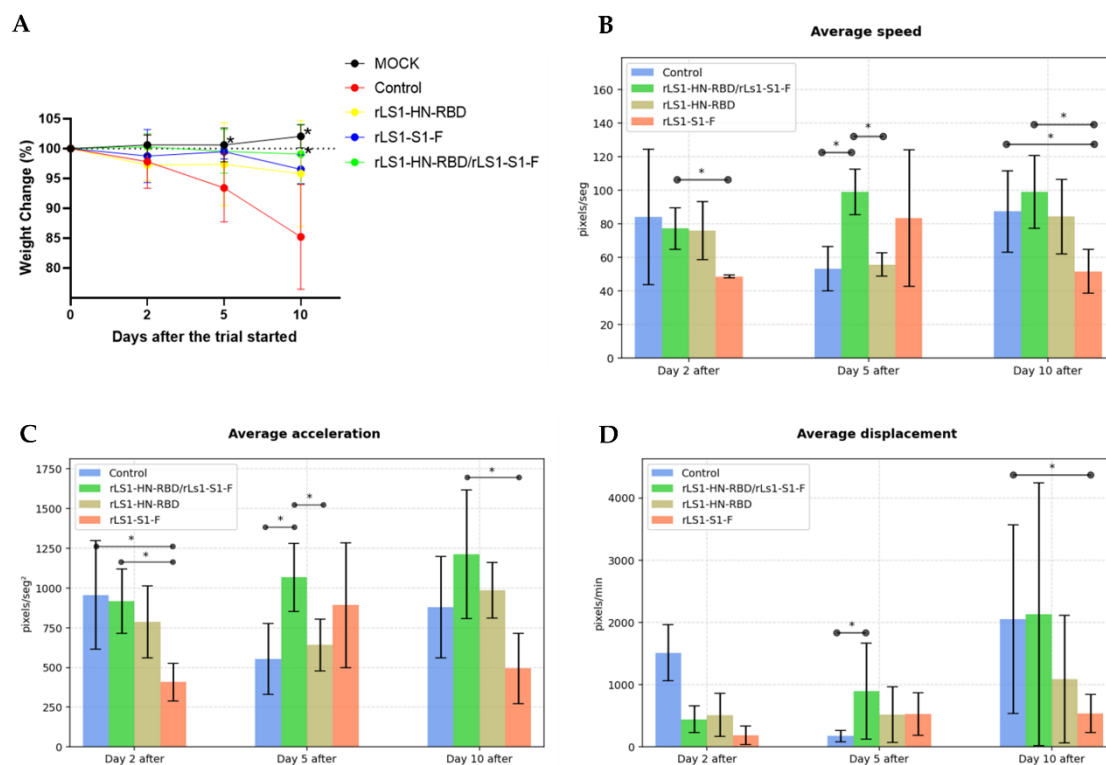 A
MOCK
Control
rLS1-HN-RBD
rLS1-S1-F
rLS1-HN-RBD/rLS1-S1-F
Weight Change (%)
105
100
95
90
85
80
*
*
*
0
2
5
10
Days after the trial started
B
Average speed
Control
rLS1-HN-RBD/rLs1-S1-F
rLS1-HN-RBD
rLS1-S1-F
pixels/seg
160
140
120
100
80
60
40
20
0
*
*
*
*
*
Day 2 after
Day 5 after
Day 10 after
C
Average acceleration
Control
rLS1-HN-RBD/rLs1-S1-F
rLS1-HN-RBD
rLS1-S1-F
pixels/seg²
1750
1500
1250
1000
750
500
250
0
*
*
*
*
*
Day 2 after
Day 5 after
Day 10 after
D
Average displacement
Control
rLS1-HN-RBD/rLs1-S1-F
rLS1-HN-RBD
rLS1-S1-F
pixels/min
4000
3000
2000
1000
0
*
*
Day 2 after
Day 5 after
Day 10 after